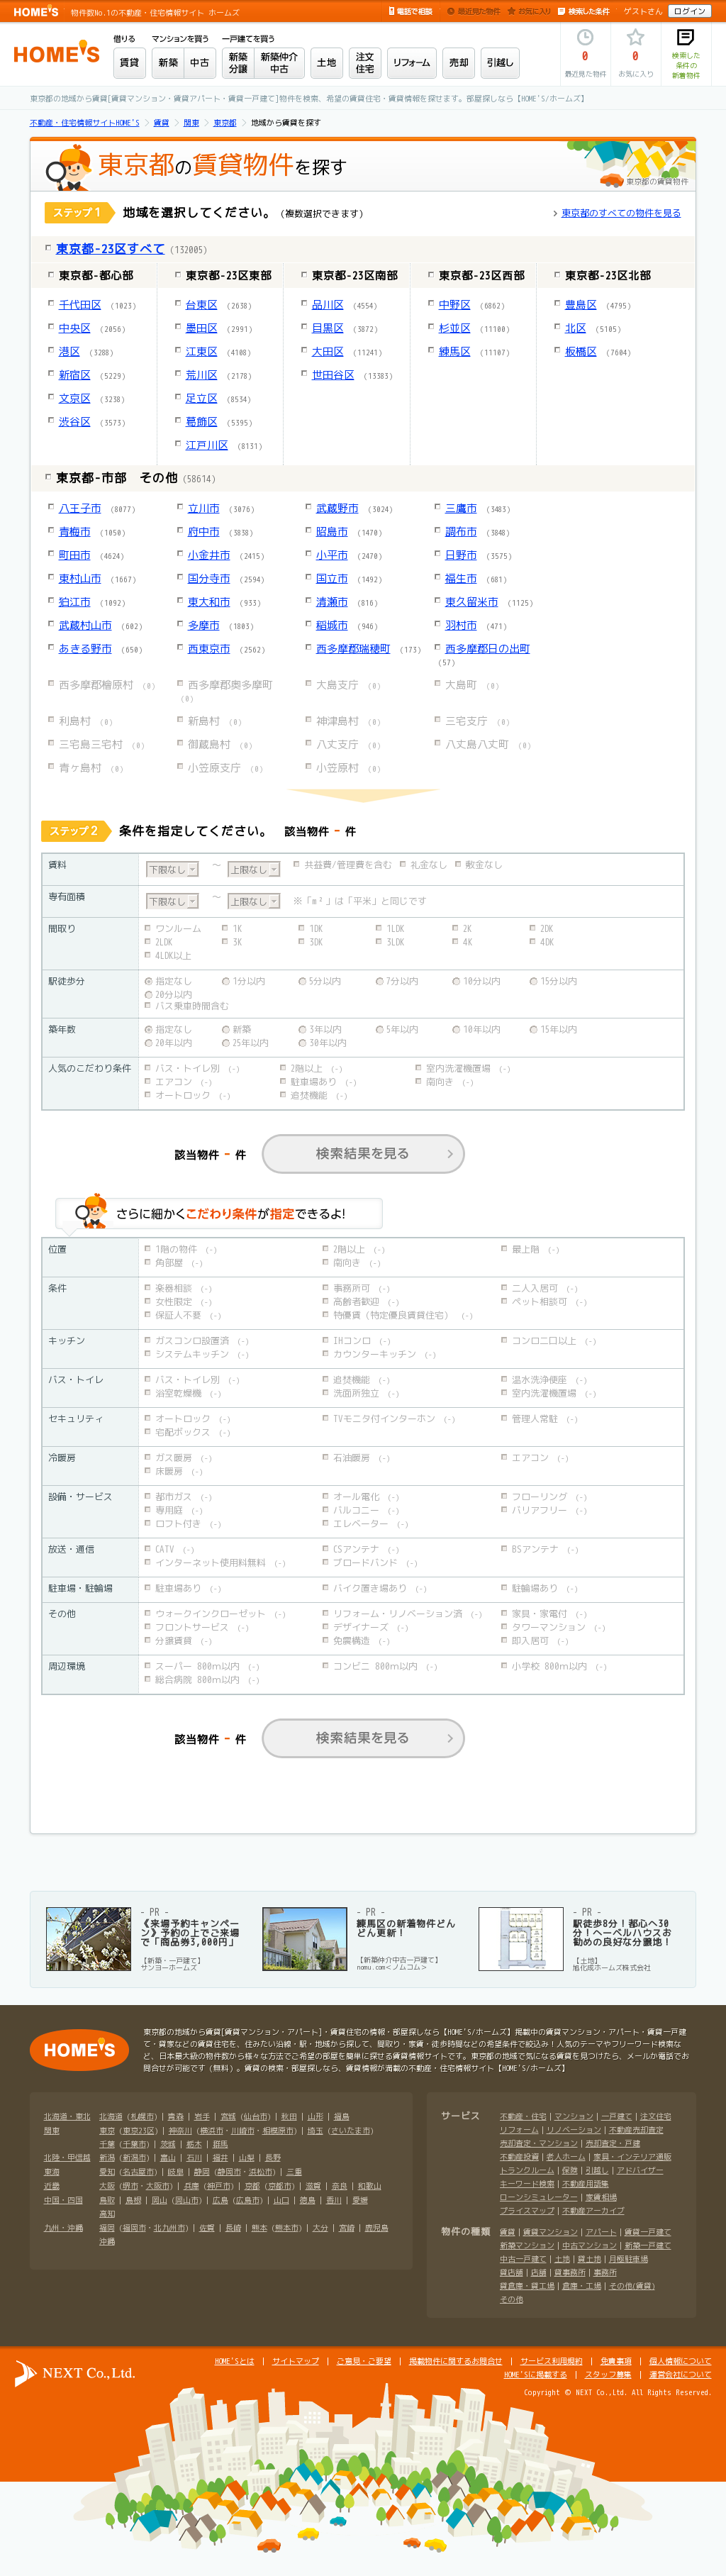 HOME'S 物件数No.1の不動産・住宅情報サイト ホームズ
電話で相談 最近見た物件 お気に入り 検索した条件 ゲストさん ログイン
HOME'S
借りる マンションを買う 一戸建てを買う
賃貸 新築 中古 新築分譲 新築仲介中古 土地 注文住宅 リフォーム 売却 引越し
0 0
最近見た物件 お気に入り 検索した条件の新着物件
東京都の地域から賃貸[賃貸マンション・賃貸アパート・賃貸一戸建て]物件を検索、希望の賃貸住宅・賃貸情報を探せます。部屋探しなら【HOME'S/ホームズ】
不動産・住宅情報サイトHOME'S > 賃貸 > 関東 > 東京都 > 地域から賃貸を探す
東京都の賃貸物件を探す
東京都の賃貸物件
ステップ1 地域を選択してください。(複数選択できます)
東京都のすべての物件を見る
東京都-23区すべて (132005)
東京都-都心部 東京都-23区東部 東京都-23区南部 東京都-23区西部 東京都-23区北部
千代田区 (1023) 台東区 (2638) 品川区 (4554) 中野区 (6862) 豊島区 (4795)
中央区 (2056) 墨田区 (2991) 目黒区 (3872) 杉並区 (11100) 北区 (5105)
港区 (3288) 江東区 (4108) 大田区 (11241) 練馬区 (11107) 板橋区 (7604)
新宿区 (5229) 荒川区 (2178) 世田谷区 (13383)
文京区 (3238) 足立区 (8534)
渋谷区 (3573) 葛飾区 (5395)
江戸川区 (8131)
東京都-市部 その他 (58614)
八王子市 (8077) 立川市 (3076) 武蔵野市 (3024) 三鷹市 (3483)
青梅市 (1050) 府中市 (3838) 昭島市 (1470) 調布市 (3848)
町田市 (4624) 小金井市 (2415) 小平市 (2470) 日野市 (3575)
東村山市 (1667) 国分寺市 (2594) 国立市 (1492) 福生市 (681)
狛江市 (1092) 東大和市 (933) 清瀬市 (816) 東久留米市 (1125)
武蔵村山市 (602) 多摩市 (1803) 稲城市 (946) 羽村市 (471)
あきる野市 (650) 西東京市 (2562) 西多摩郡瑞穂町 (173) 西多摩郡日の出町 (57)
西多摩郡檜原村 (0) 西多摩郡奥多摩町 (0) 大島支庁 (0) 大島町 (0)
利島村 (0) 新島村 (0) 神津島村 (0) 三宅支庁 (0)
三宅島三宅村 (0) 御蔵島村 (0) 八丈支庁 (0) 八丈島八丈町 (0)
青ヶ島村 (0) 小笠原支庁 (0) 小笠原村 (0)
ステップ2 条件を指定してください。 該当物件 - 件
賃料 下限なし ～ 上限なし 共益費/管理費を含む 礼金なし 敷金なし
専有面積 下限なし ～ 上限なし ※「m²」は「平米」と同じです
間取り ワンルーム 1K 1DK 1LDK 2K 2DK
2LDK 3K 3DK 3LDK 4K 4DK
4LDK以上
駅徒歩分 指定なし 1分以内 5分以内 7分以内 10分以内 15分以内
20分以内
バス乗車時間含む
築年数 指定なし 新築 3年以内 5年以内 10年以内 15年以内
20年以内 25年以内 30年以内
人気のこだわり条件 バス・トイレ別 (-) 2階以上 (-) 室内洗濯機置場 (-)
エアコン (-) 駐車場あり (-) 南向き (-)
オートロック (-) 追焚機能 (-)
該当物件 - 件 検索結果を見る
さらに細かくこだわり条件が指定できるよ!
位置 1階の物件 (-) 2階以上 (-) 最上階 (-)
角部屋 (-) 南向き (-)
条件 楽器相談 (-) 事務所可 (-) 二人入居可 (-)
女性限定 (-) 高齢者歓迎 (-) ペット相談可 (-)
保証人不要 (-) 特優賃(特定優良賃貸住宅) (-)
キッチン ガスコンロ設置済 (-) IHコンロ (-) コンロ二口以上 (-)
システムキッチン (-) カウンターキッチン (-)
バス・トイレ バス・トイレ別 (-) 追焚機能 (-) 温水洗浄便座 (-)
浴室乾燥機 (-) 洗面所独立 (-) 室内洗濯機置場 (-)
セキュリティ オートロック (-) TVモニタ付インターホン (-) 管理人常駐 (-)
宅配ボックス (-)
冷暖房 ガス暖房 (-) 石油暖房 (-) エアコン (-)
床暖房 (-)
設備・サービス 都市ガス (-) オール電化 (-) フローリング (-)
専用庭 (-) バルコニー (-) バリアフリー (-)
ロフト付き (-) エレベーター (-)
放送・通信 CATV (-) CSアンテナ (-) BSアンテナ (-)
インターネット使用料無料 (-) ブロードバンド (-)
駐車場・駐輪場 駐車場あり (-) バイク置き場あり (-) 駐輪場あり (-)
その他 ウォークインクローゼット (-) リフォーム・リノベーション済 (-) 家具・家電付 (-)
フロントサービス (-) デザイナーズ (-) タワーマンション (-)
分譲賃貸 (-) 免震構造 (-) 即入居可 (-)
周辺環境 スーパー 800m以内 (-) コンビニ 800m以内 (-) 小学校 800m以内 (-)
総合病院 800m以内 (-)
該当物件 - 件 検索結果を見る
- PR -
《来場予約キャンペーン》予約の上でご来場で「商品券3,000円」
【新築・一戸建て】
サンヨーホームズ
- PR -
練馬区の新着物件どんどん更新!
【新築仲介中古一戸建て】
nomu.com<ノムコム>
- PR -
駅徒歩8分!都心へ30分!ヘーベルハウスお勧めの良好な分譲地!
【土地】
旭化成ホームズ株式会社
HOME'S
東京都の地域から賃貸[賃貸マンション・アパート]・賃貸住宅の情報・部屋探しなら【HOME'S/ホームズ】掲載中の賃貸マンション・アパート・賃貸一戸建て・貸家などの賃貸住宅を、住みたい沿線・駅・地域から探して、間取り・家賃・徒歩時間などの希望条件で絞込み!人気のテーマやフリーワード検索など、日本最大級の物件数から様々な方法でご希望の部屋を簡単に探せる賃貸情報サイトです。東京都の地域で気になる賃貸を見つけたら、メールか電話でお問合せが可能です(無料)。賃貸の検索・部屋探しなら、賃貸情報が満載の不動産・住宅情報サイト【HOME'S/ホームズ】
北海道・東北 北海道 (札幌市) | 青森 | 岩手 | 宮城 (仙台市) | 秋田 | 山形 | 福島
関東 東京 (東京23区) | 神奈川 (横浜市・川崎市・相模原市) | 埼玉 (さいたま市)
千葉 (千葉市) | 茨城 | 栃木 | 群馬
北陸・甲信越 新潟 (新潟市) | 富山 | 石川 | 福井 | 山梨 | 長野
東海 愛知 (名古屋市) | 岐阜 | 静岡 (静岡市・浜松市) | 三重
近畿 大阪 (堺市・大阪市) | 兵庫 (神戸市) | 京都 (京都市) | 滋賀 | 奈良 | 和歌山
中国・四国 鳥取 | 島根 | 岡山 (岡山市) | 広島 (広島市) | 山口 | 徳島 | 香川 | 愛媛
高知
九州・沖縄 福岡 (福岡市・北九州市) | 佐賀 | 長崎 | 熊本 (熊本市) | 大分 | 宮崎 | 鹿児島
沖縄
サービス 不動産・住宅 | マンション | 一戸建て | 注文住宅
リフォーム | リノベーション | 不動産売却査定
売却査定・マンション | 売却査定・戸建
不動産投資 | 老人ホーム | 家具・インテリア通販
トランクルーム | 保険 | 引越し | アドバイザー
キーワード検索 | 不動産用語集
ローンシミュレーター | 家賃相場
プライスマップ | 不動産アーカイブ
物件の種類 賃貸 | 賃貸マンション | アパート | 賃貸一戸建て
新築マンション | 中古マンション | 新築一戸建て
中古一戸建て | 土地 | 貸土地 | 月極駐車場
貸店舗 | 店舗 | 貸事務所 | 事務所
貸倉庫・貸工場 | 倉庫・工場 | その他(賃貸)
その他
NEXT Co., Ltd.
HOME'Sとは | サイトマップ | ご意見・ご要望 | 掲載物件に関するお問合せ | サービス利用規約 | 免責事項 | 個人情報について
HOME'Sに掲載する | スタッフ募集 | 運営会社について
Copyright © NEXT Co.,Ltd. All Rights Reserved.